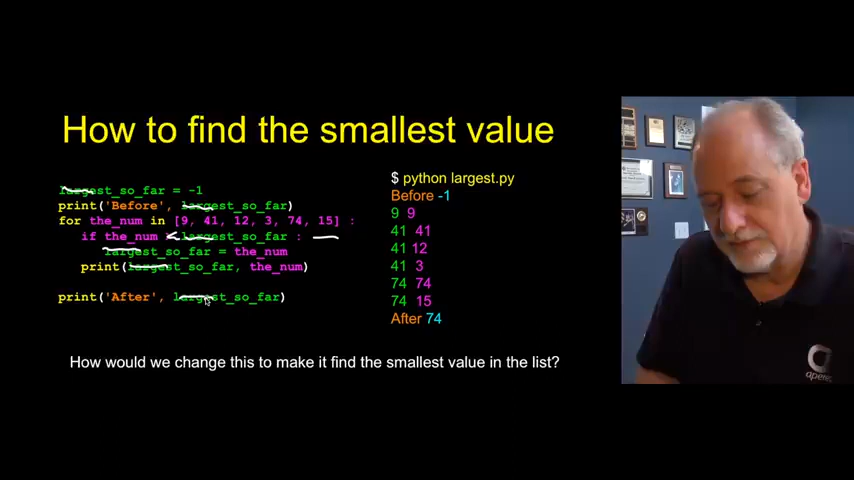 How to find the smallest value
largest_so_far = -1
print('Before', largest_so_far)
for the_num in [9, 41, 12, 3, 74, 15] :
if the_num < largest_so_far :
largest_so_far = the_num
print(largest_so_far, the_num)
print('After', largest_so_far)
$ python largest.py
Before -1
9 9
41 41
41 12
41 3
74 74
74 15
After 74
How would we change this to make it find the smallest value in the list?